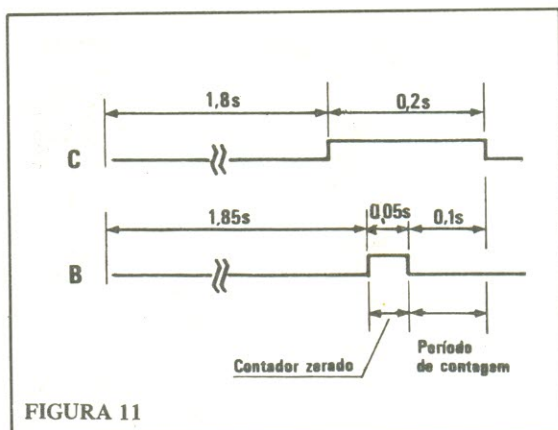 1,8s 0,2s
C
1,85s 0,05s 0,1s
B
Contador zerado Período
de contagem
FIGURA 11